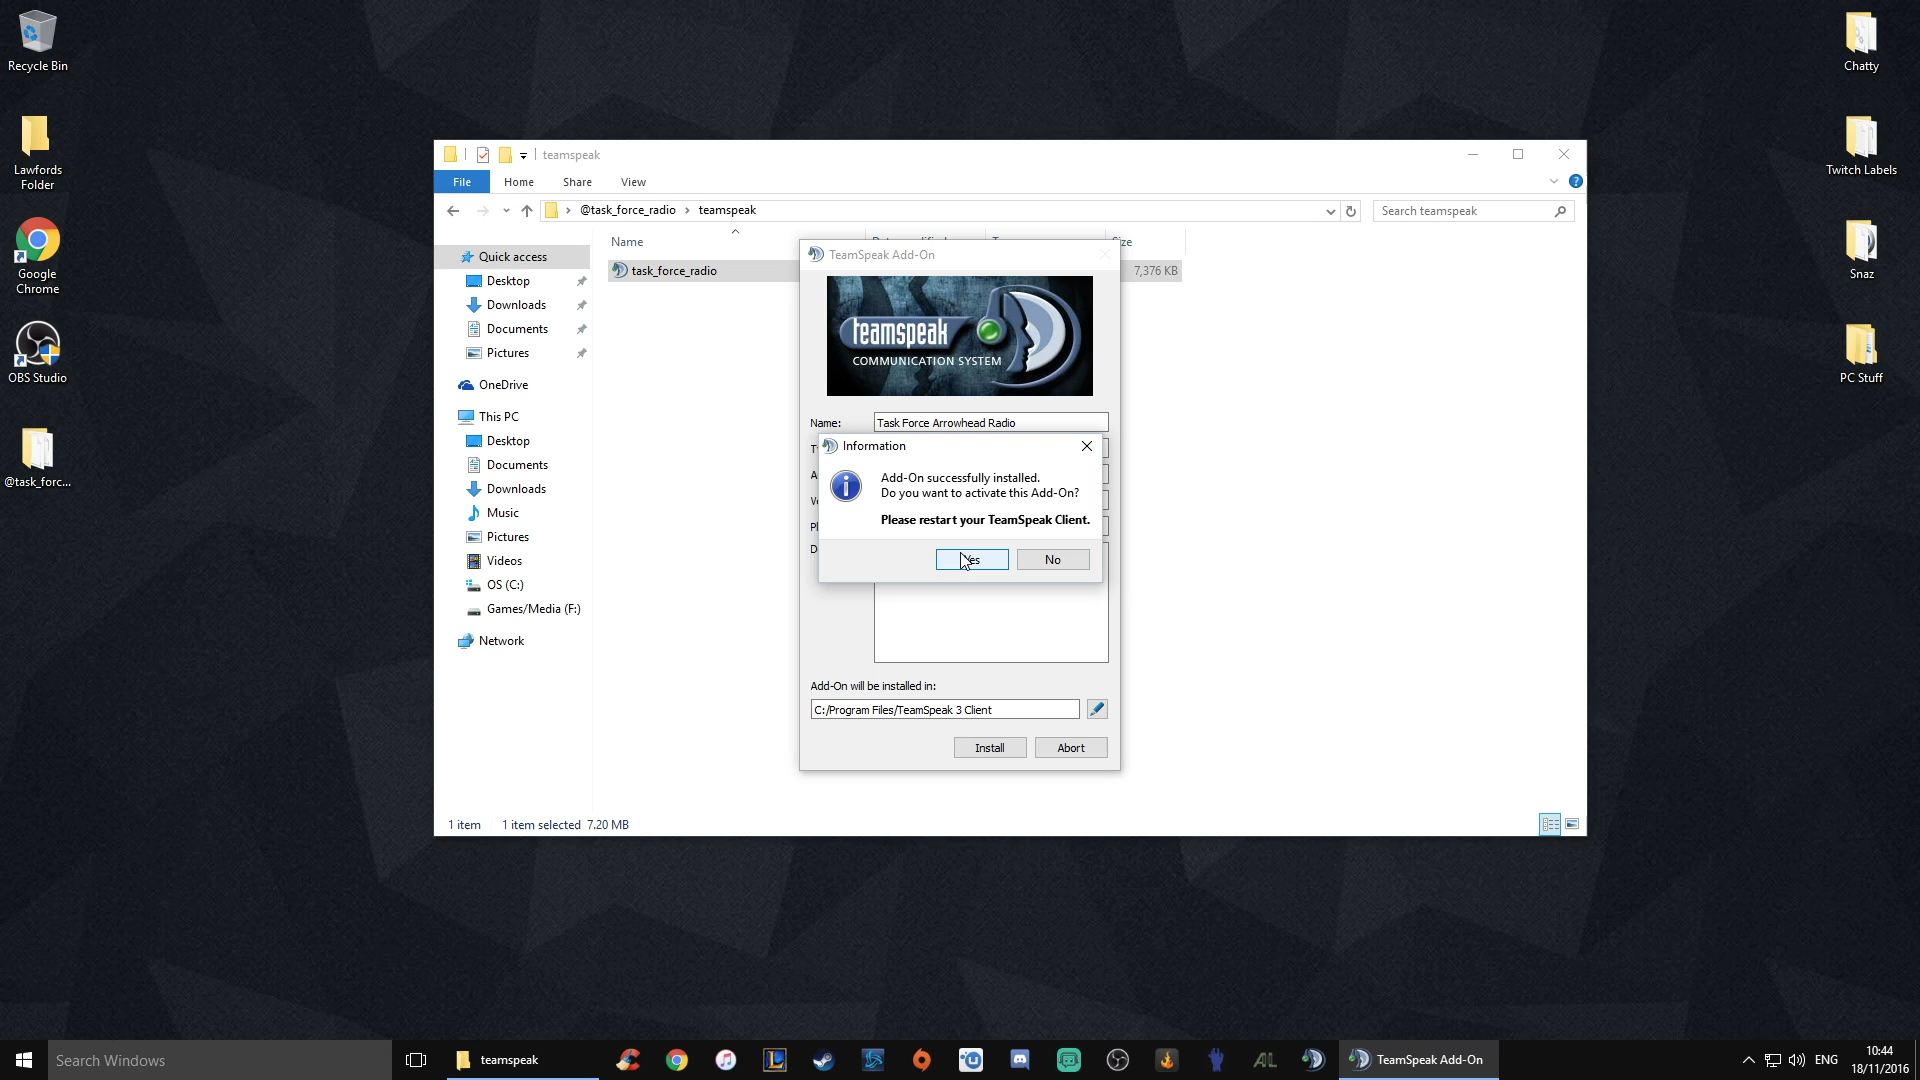 Recycle Bin
Lawfords
Folder
Google
Chrome
OBS Studio
@task_forc...
Chatty
Twitch Labels
Snaz
PC Stuff
teamspeak
File
Home
Share
View
@task_force_radio
teamspeak
Search teamspeak
Name
Size
Quick access
Desktop
Downloads
Documents
Pictures
OneDrive
This PC
Desktop
Documents
Downloads
Music
Pictures
Videos
OS (C:)
Games/Media (F:)
Network
task_force_radio
7,376 KB
TeamSpeak Add-On
teamspeak
COMMUNICATION SYSTEM
Name:
Task Force Arrowhead Radio
Information
Add-On successfully installed.
Do you want to activate this Add-On?
Please restart your TeamSpeak Client.
Yes
No
Add-On will be installed in:
C:/Program Files/TeamSpeak 3 Client
Install
Abort
1 item
1 item selected 7.20 MB
Search Windows
teamspeak
AL
TeamSpeak Add-On
ENG
10:44
18/11/2016